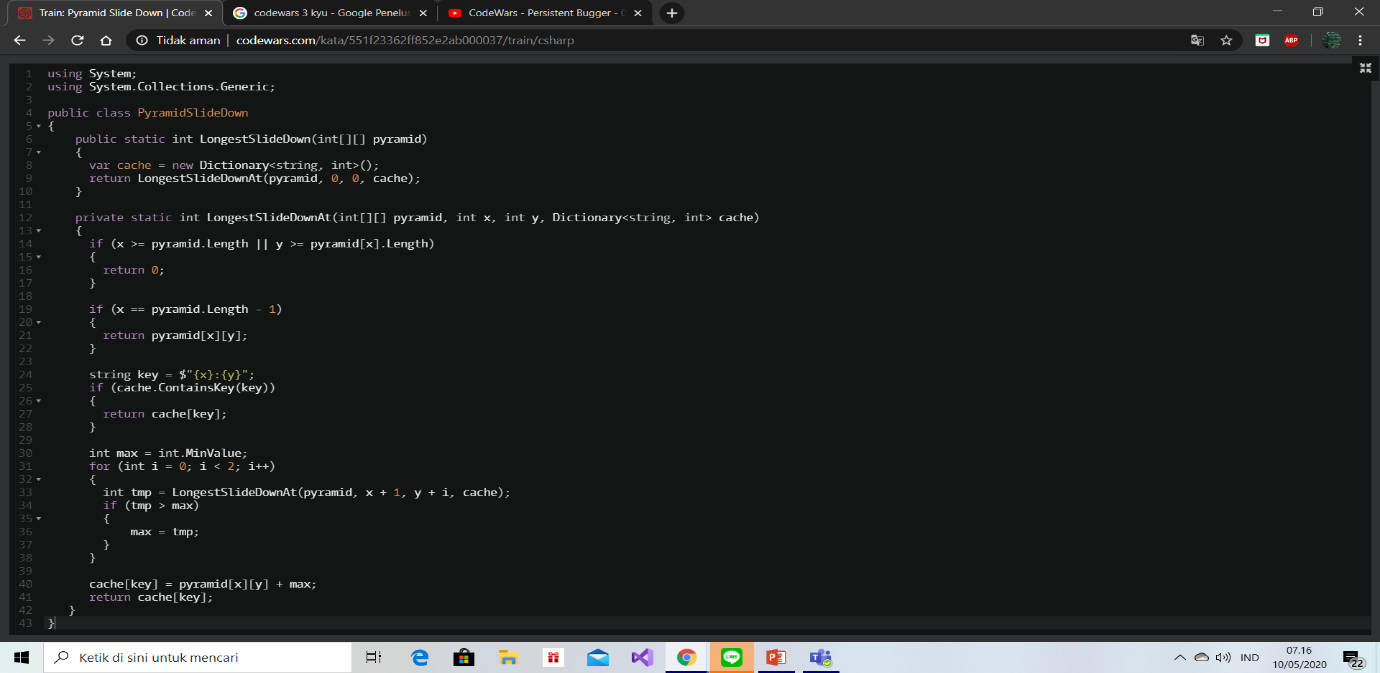 Train: Pyramid Slide Down | Code
codewars 3 kyu - Google Penelus
CodeWars - Persistent Bugger -
Tidak aman | codewars.com/kata/551f23362ff852e2ab000037/train/csharp
ABP
1 using System;
2 using System.Collections.Generic;
3
4 public class PyramidSlideDown
5 {
6 public static int LongestSlideDown(int[][] pyramid)
7 {
8 var cache = new Dictionary<string, int>();
9 return LongestSlideDownAt(pyramid, 0, 0, cache);
10 }
11
12 private static int LongestSlideDownAt(int[][] pyramid, int x, int y, Dictionary<string, int> cache)
13 {
14 if (x >= pyramid.Length || y >= pyramid[x].Length)
15 {
16 return 0;
17 }
18
19 if (x == pyramid.Length - 1)
20 {
21 return pyramid[x][y];
22 }
23
24 string key = $"{x}:{y}";
25 if (cache.ContainsKey(key))
26 {
27 return cache[key];
28 }
29
30 int max = int.MinValue;
31 for (int i = 0; i < 2; i++)
32 {
33 int tmp = LongestSlideDownAt(pyramid, x + 1, y + i, cache);
34 if (tmp > max)
35 {
36 max = tmp;
37 }
38 }
39
40 cache[key] = pyramid[x][y] + max;
41 return cache[key];
42 }
43 }
Ketik di sini untuk mencari
LINE
IND
07.16
10/05/2020
22